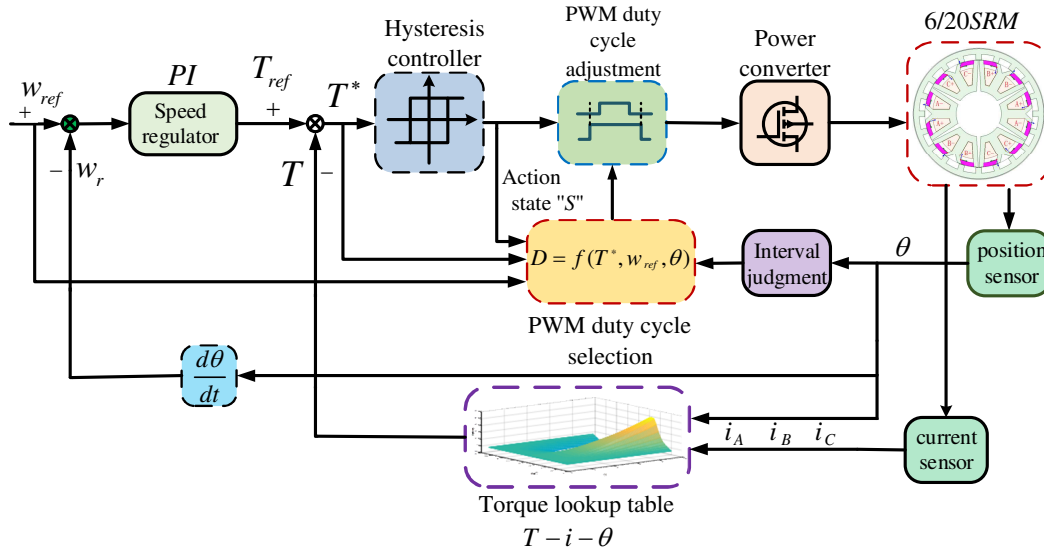 6/20SRM
Hysteresis
controller
PWM duty
cycle
adjustment
Power
converter
w_ref
+
PI
Speed
regulator
T_ref
+
T*
−
w_r
T
−
Action
state "S"
D = f(T*, w_ref, θ)
Interval
judgment
θ
position
sensor
PWM duty cycle
selection
dθ
dt
i_A i_B i_C
current
sensor
Torque lookup table
T − i − θ